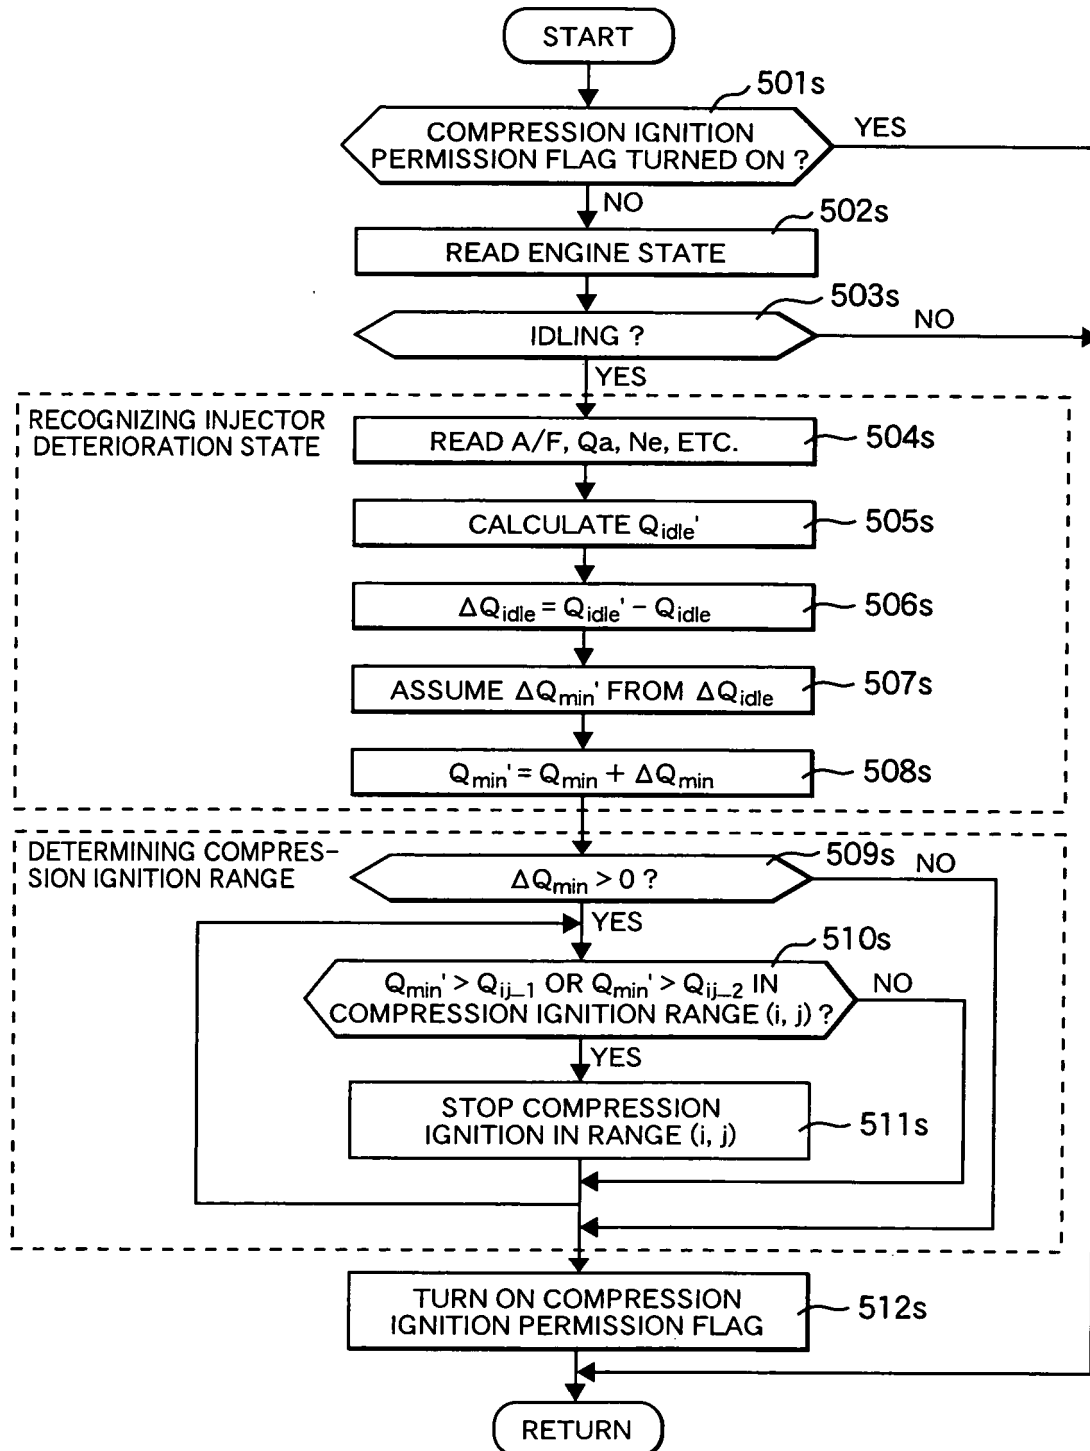 START
501s
COMPRESSION IGNITION
PERMISSION FLAG TURNED ON ?
YES
NO
502s
READ ENGINE STATE
503s
IDLING ?
NO
YES
RECOGNIZING INJECTOR
DETERIORATION STATE
READ A/F, Qa, Ne, ETC.
504s
CALCULATE Qidle'
505s
ΔQidle = Qidle' – Qidle
506s
ASSUME ΔQmin' FROM ΔQidle
507s
Qmin' = Qmin + ΔQmin
508s
DETERMINING COMPRES–
SION IGNITION RANGE
509s
ΔQmin > 0 ?
NO
YES
510s
Qmin' > Qij_1 OR Qmin' > Qij_2 IN
COMPRESSION IGNITION RANGE (i, j) ?
NO
YES
STOP COMPRESSION
IGNITION IN RANGE (i, j)
511s
TURN ON COMPRESSION
IGNITION PERMISSION FLAG
512s
RETURN